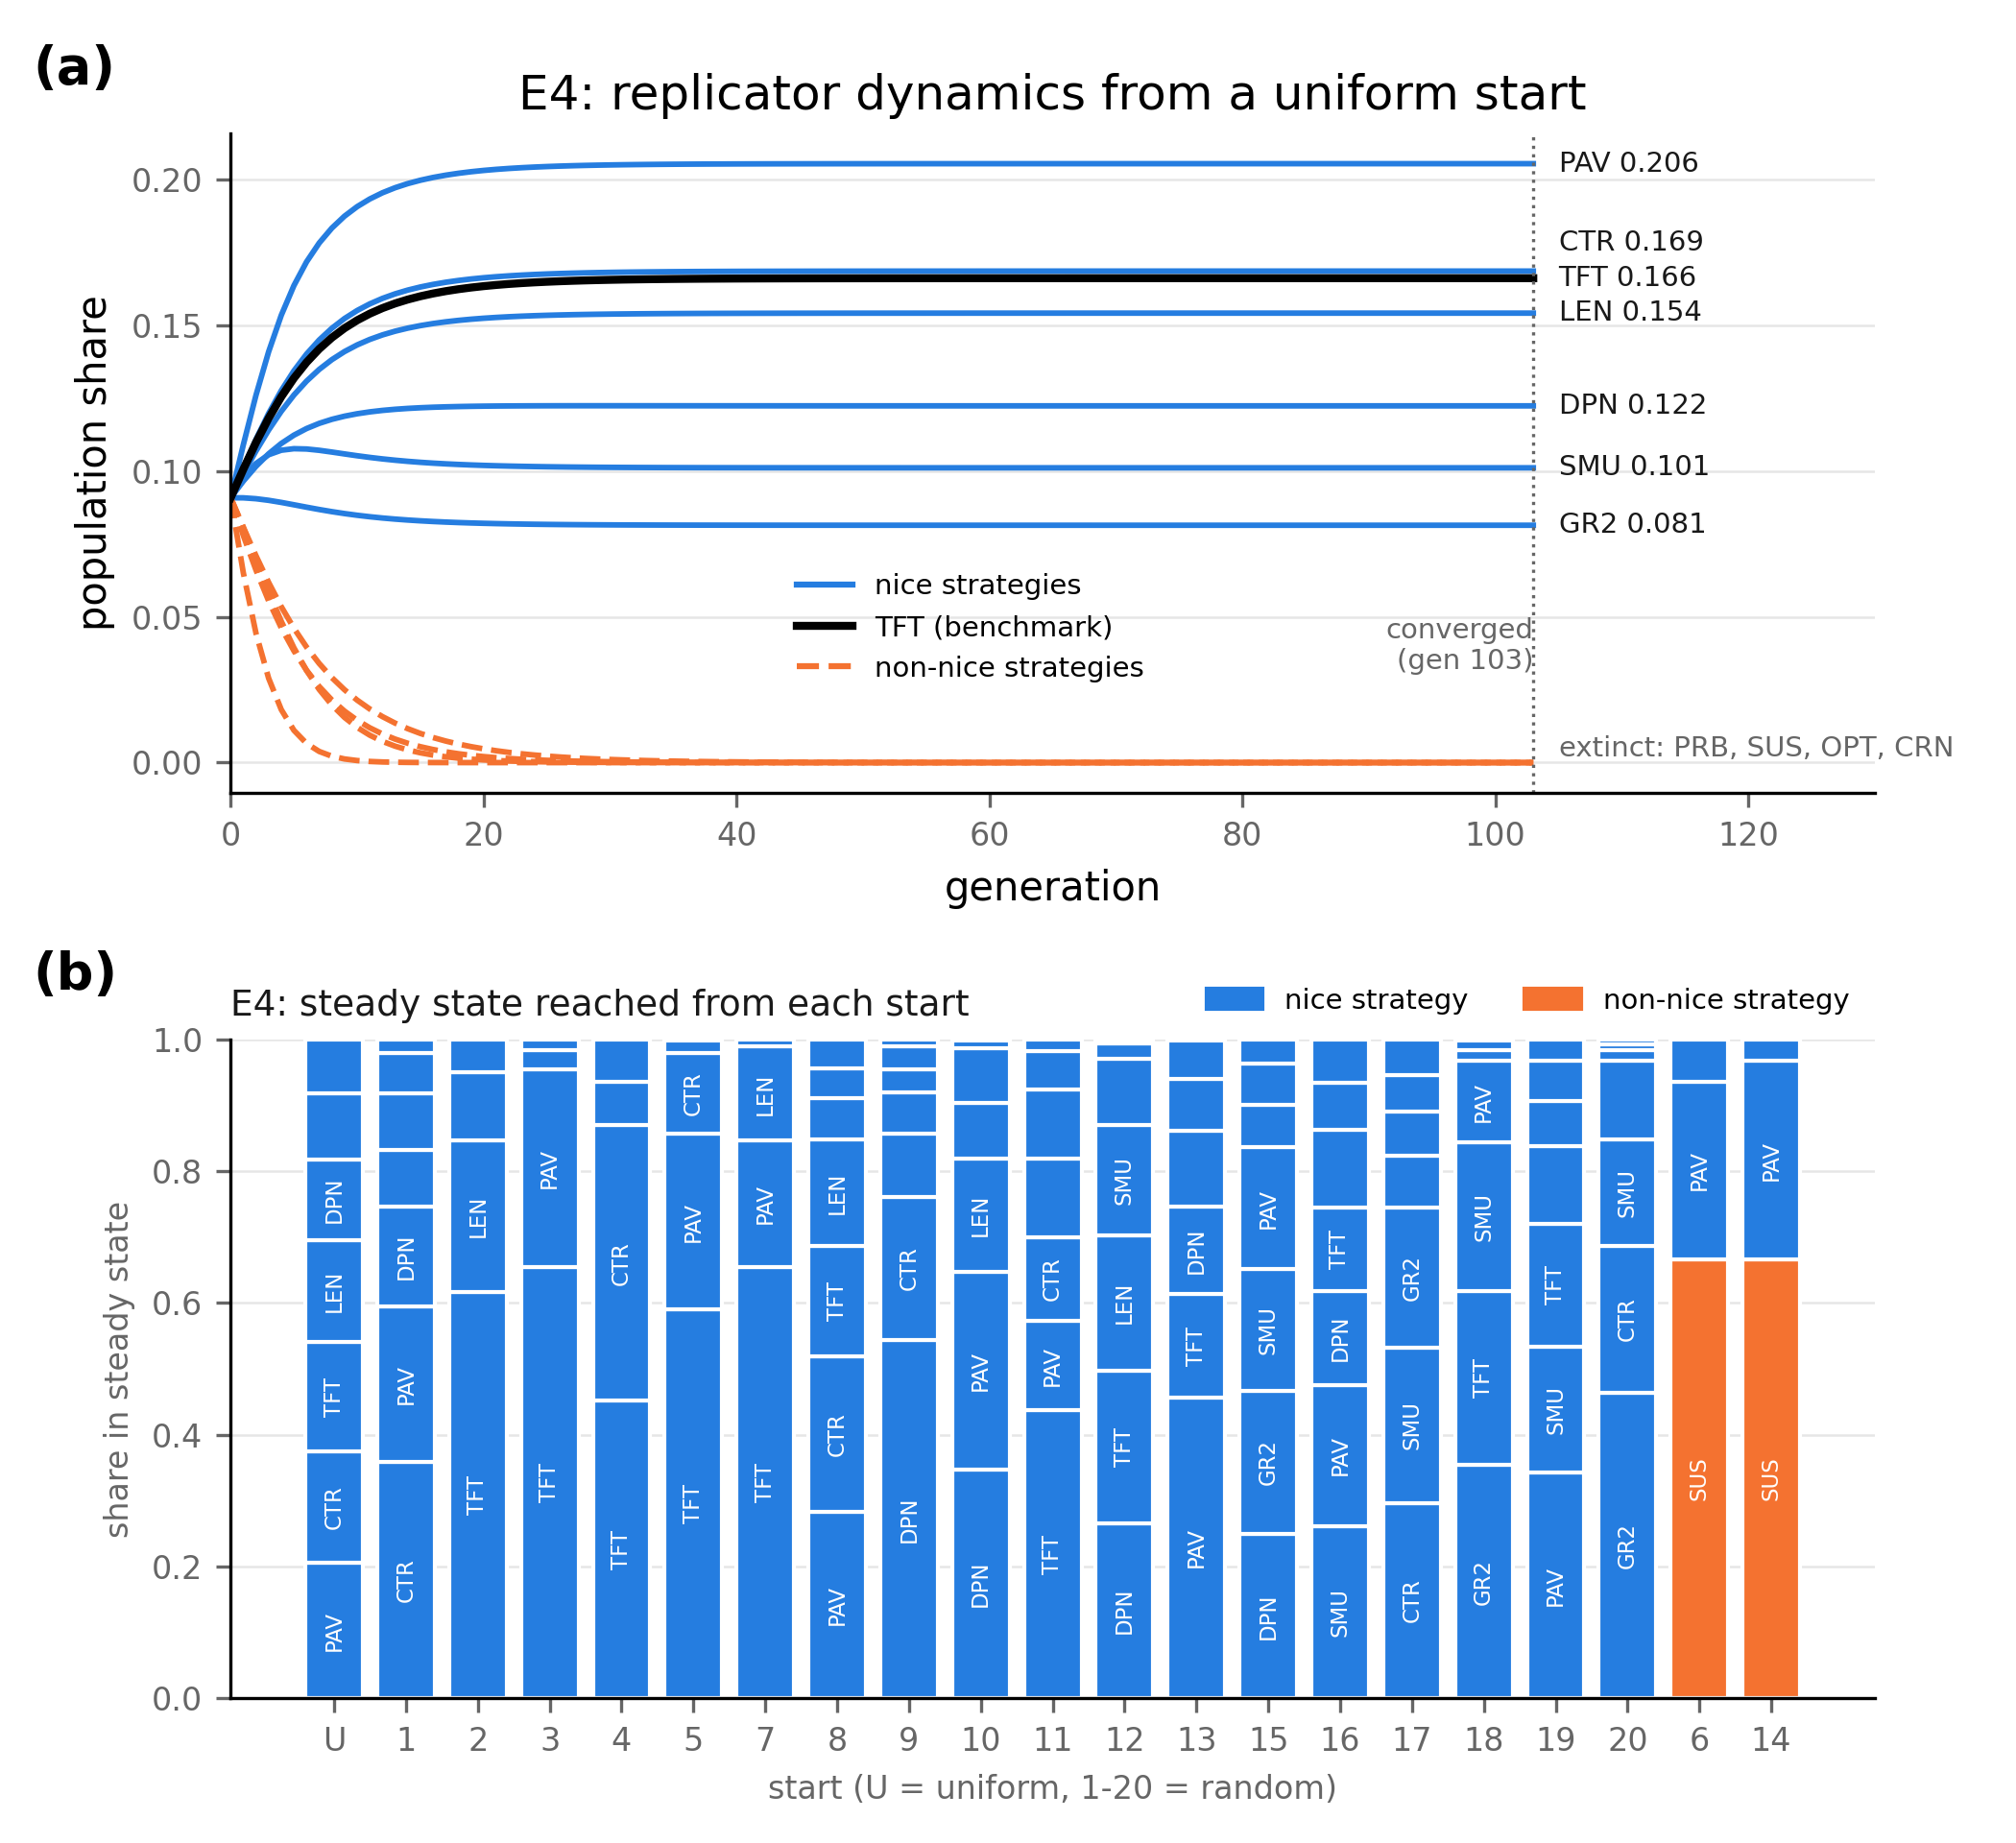 (a)
E4: replicator dynamics from a uniform start
population share
0.20
0.15
0.10
0.05
0.00
PAV 0.206
CTR 0.169
TFT 0.166
LEN 0.154
DPN 0.122
SMU 0.101
GR2 0.081
nice strategies
TFT (benchmark)
non-nice strategies
converged
(gen 103)
extinct: PRB, SUS, OPT, CRN
0 20 40 60 80 100 120
generation
(b)
E4: steady state reached from each start
nice strategy
non-nice strategy
share in steady state
1.0
0.8
0.6
0.4
0.2
0.0
DPN LEN TFT CTR PAV
DPN PAV CTR
LEN TFT
PAV TFT
CTR TFT
CTR PAV TFT
LEN PAV TFT
LEN TFT CTR PAV
CTR DPN
LEN PAV DPN
CTR PAV TFT
SMU LEN TFT DPN
DPN TFT PAV
PAV SMU GR2 DPN
TFT DPN PAV SMU
GR2 SMU CTR
PAV SMU TFT GR2
TFT SMU PAV
SMU CTR GR2
PAV SUS
PAV SUS
U 1 2 3 4 5 7 8 9 10 11 12 13 15 16 17 18 19 20 6 14
start (U = uniform, 1-20 = random)